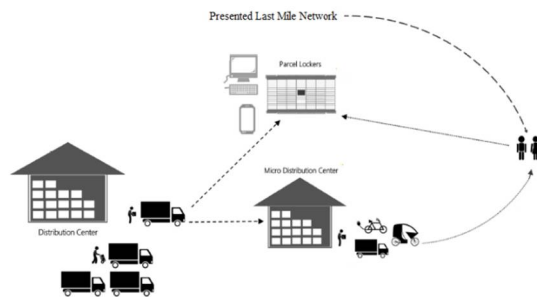 Presented Last Mile Network
Parcel Lockers
Micro Distribution Center
Distribution Center